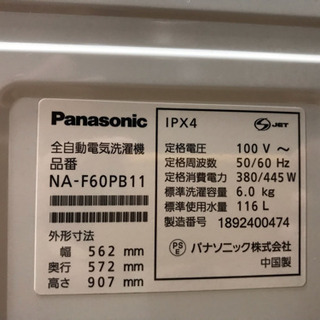 Panasonic
全自動電気洗濯機
品番
NA-F60PB11
外形寸法
幅 562 mm
奥行 572 mm
高さ 907 mm
IPX4
S JET
定格電圧 100 V ～
定格周波数 50/60 Hz
定格消費電力 380/445 W
標準洗濯容量 6.0 kg
標準使用水量 116 L
製造番号 1892400474
PS E パナソニック株式会社
中国製